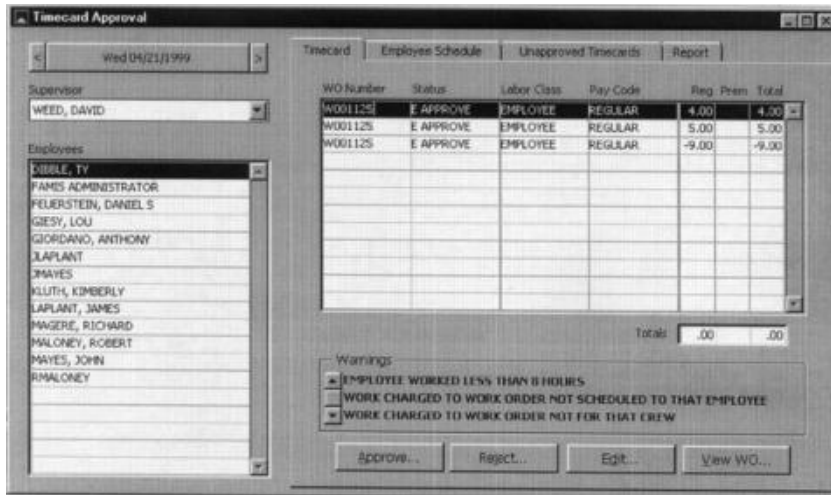 Timecard Approval
< Wed 04/21/1999 >
Supervisor
WEED, DAVID
Employees
DIBBLE, TY
FAMIS ADMINISTRATOR
FEUERSTEIN, DANIEL S
GIESY, LOU
GIORDANO, ANTHONY
JLAPLANT
JMAYES
KLUTH, KIMBERLY
LAPLANT, JAMES
MAGERE, RICHARD
MALONEY, ROBERT
MAYES, JOHN
RMALONEY
Timecard Employee Schedule Unapproved Timecards Report
WO Number Status Labor Class Pay Code Reg Prem Total
W001125 E APPROVE EMPLOYEE REGULAR 4.00 4.00
W001125 E APPROVE EMPLOYEE REGULAR 5.00 5.00
W001125 E APPROVE EMPLOYEE REGULAR -9.00 -9.00
Totals .00 .00
Warnings
EMPLOYEE WORKED LESS THAN 8 HOURS
WORK CHARGED TO WORK ORDER NOT SCHEDULED TO THAT EMPLOYEE
WORK CHARGED TO WORK ORDER NOT FOR THAT CREW
Approve... Reject... Edit... View WO...